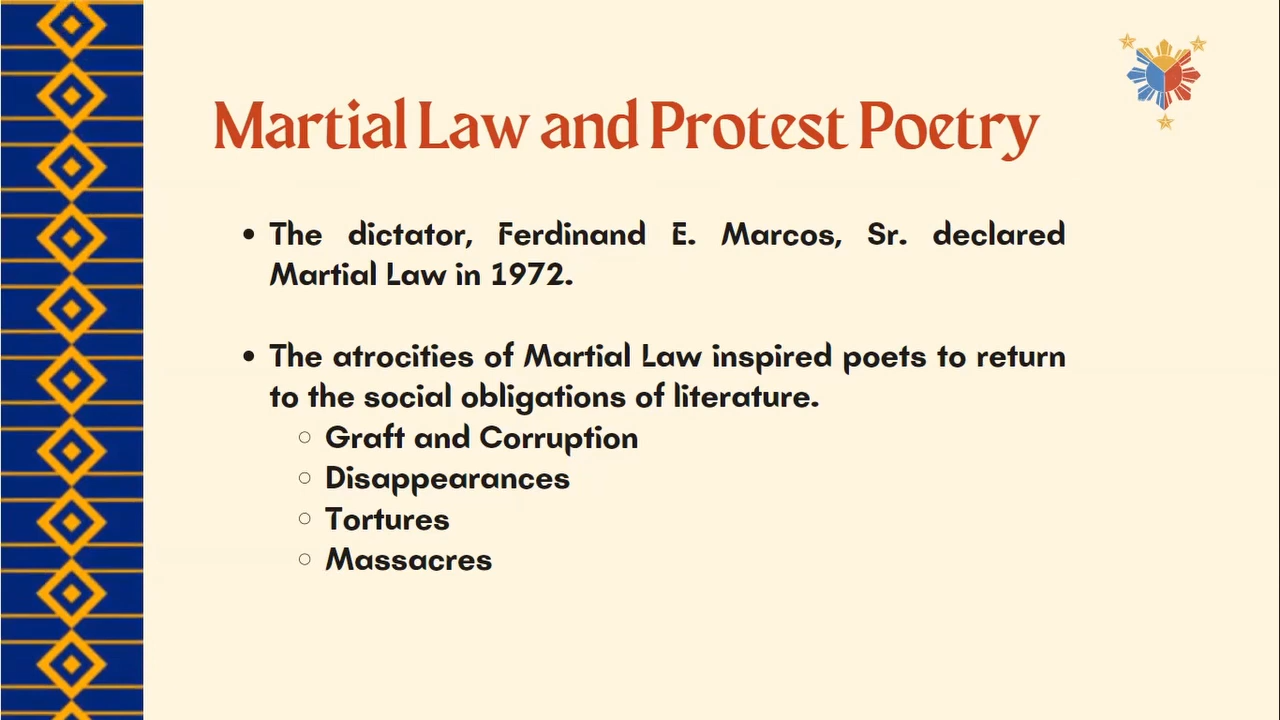 Martial Law and Protest Poetry
• The dictator, Ferdinand E. Marcos, Sr. declared
Martial Law in 1972.
• The atrocities of Martial Law inspired poets to return
to the social obligations of literature.
○ Graft and Corruption
○ Disappearances
○ Tortures
○ Massacres